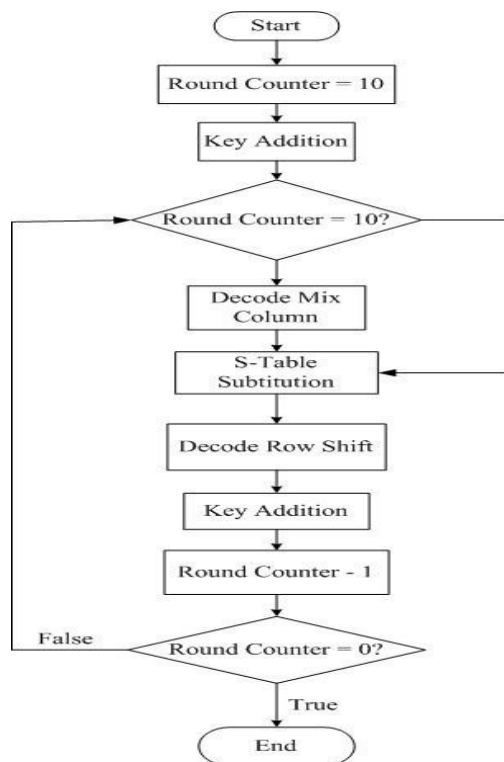 Start
Round Counter = 10
Key Addition
Round Counter = 10?
Decode Mix
Column
S-Table
Subtitution
Decode Row Shift
Key Addition
Round Counter - 1
False
Round Counter = 0?
True
End